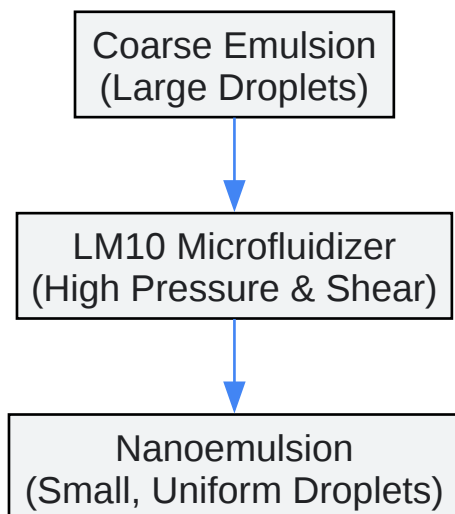 Coarse Emulsion
(Large Droplets)
LM10 Microfluidizer
(High Pressure & Shear)
Nanoemulsion
(Small, Uniform Droplets)